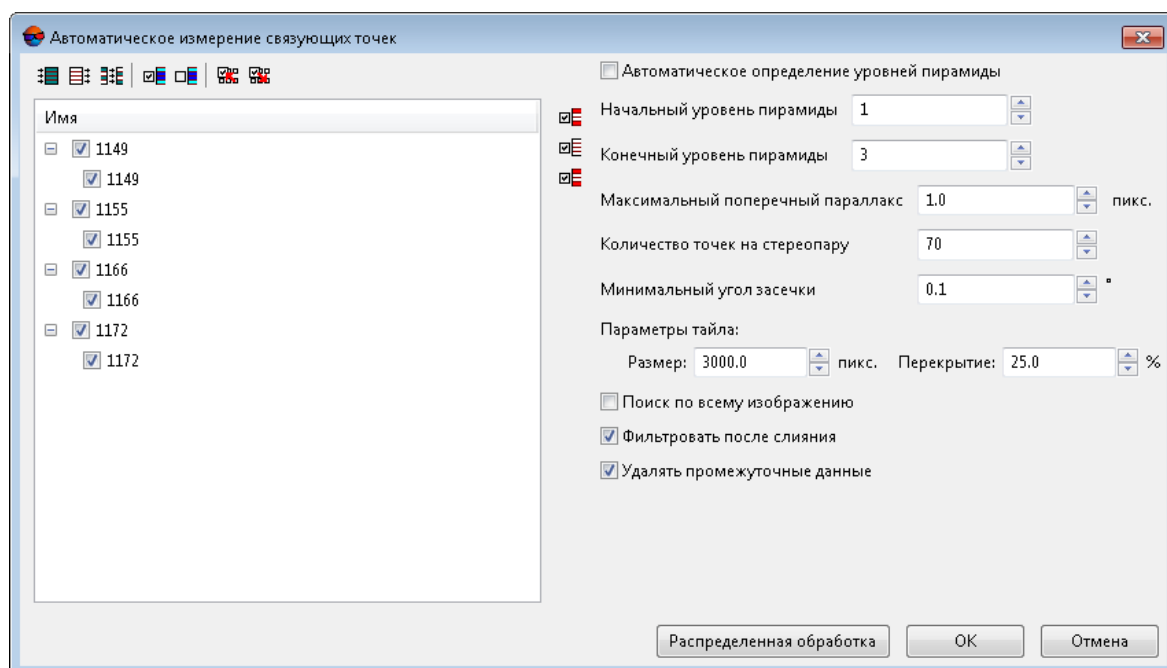 Автоматическое измерение связующих точек
Имя
1149
1149
1155
1155
1166
1166
1172
1172
Автоматическое определение уровней пирамиды
Начальный уровень пирамиды 1
Конечный уровень пирамиды 3
Максимальный поперечный параллакс 1.0 пикс.
Количество точек на стереопару 70
Минимальный угол засечки 0.1 °
Параметры тайла:
Размер: 3000.0 пикс. Перекрытие: 25.0 %
Поиск по всему изображению
Фильтровать после слияния
Удалять промежуточные данные
Распределенная обработка OK Отмена